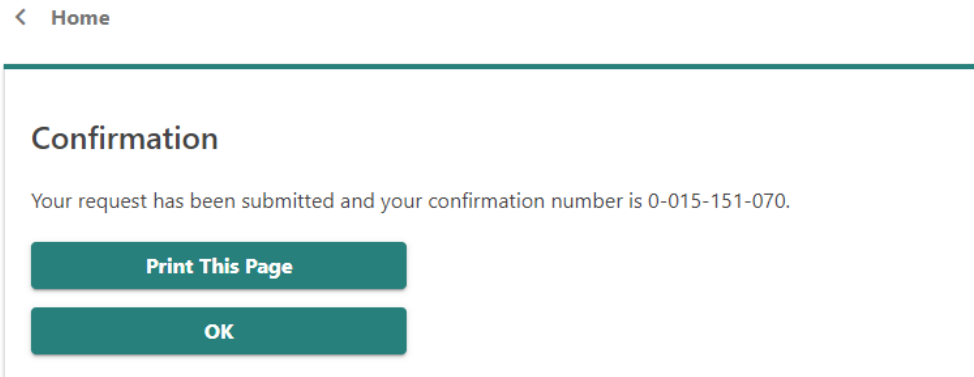 Home
Confirmation
Your request has been submitted and your confirmation number is 0-015-151-070.
Print This Page
OK